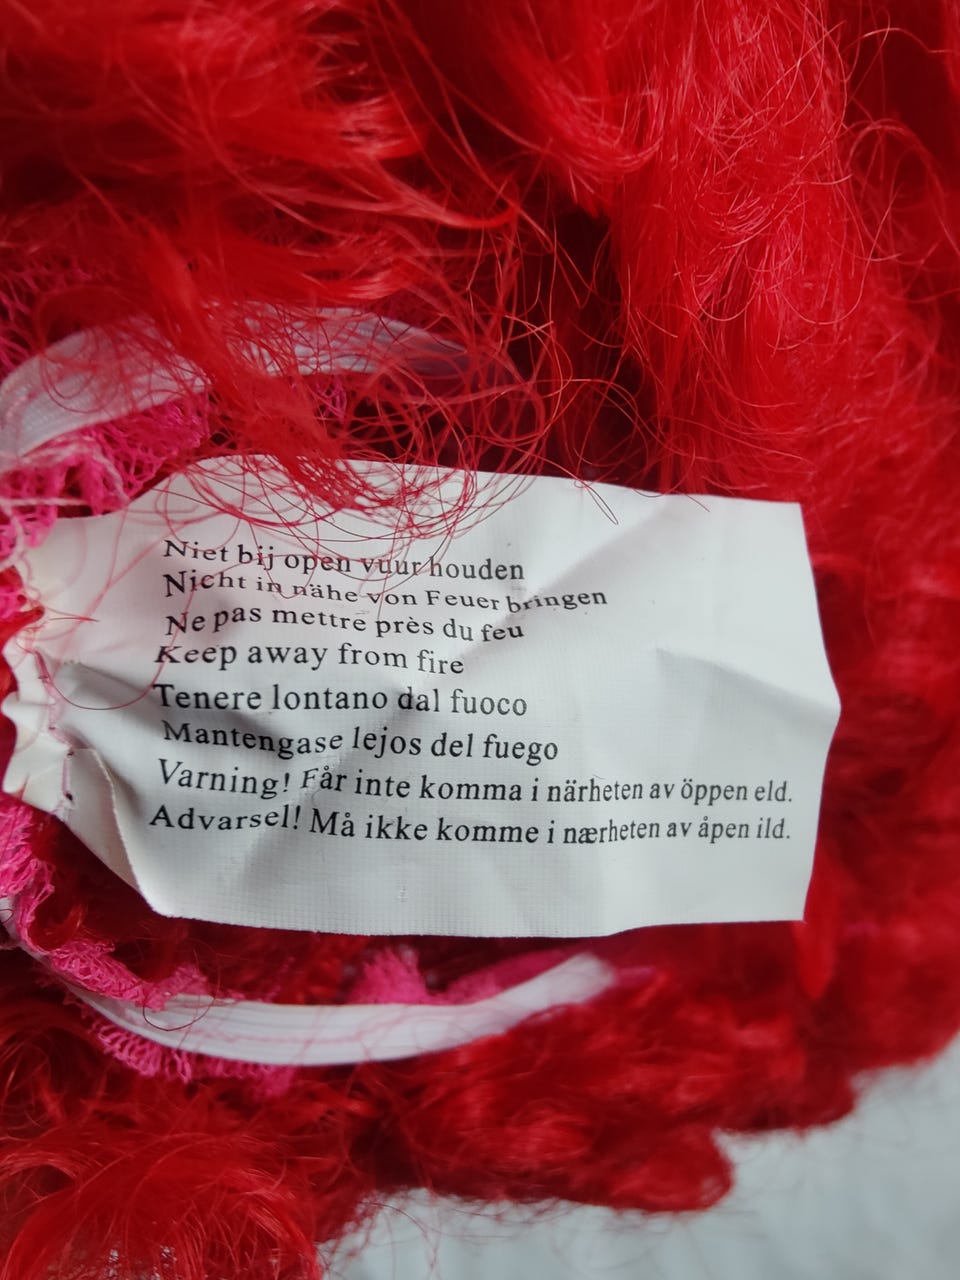 Niet bij open vuur houden
Nicht in nähe von Feuer bringen
Ne pas mettre près du feu
Keep away from fire
Tenere lontano dal fuoco
Mantengase lejos del fuego
Varning! Får inte komma i närheten av öppen eld.
Advarsel! Må ikke komme i nærheten av åpen ild.